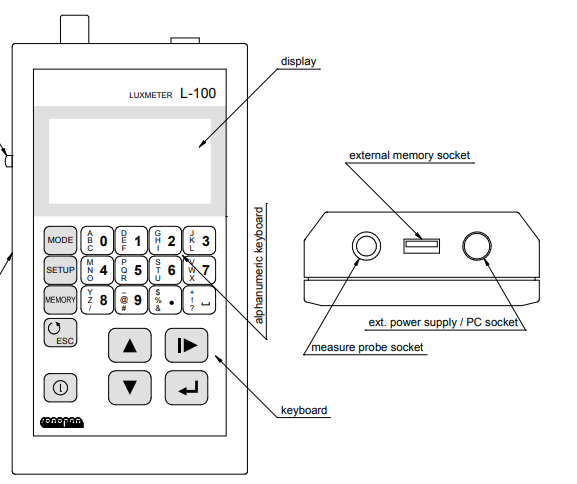 display
LUXMETER L-100
external memory socket
alphanumeric keyboard
MODE ABC 0 DEF 1 GHI 2 JKL 3
SETUP MNO 4 PQR 5 STU 6 VWX 7
MEMORY YZ/ 8 –@# 9 $%& • +!? ⎵
ESC
ext. power supply / PC socket
measure probe socket
keyboard